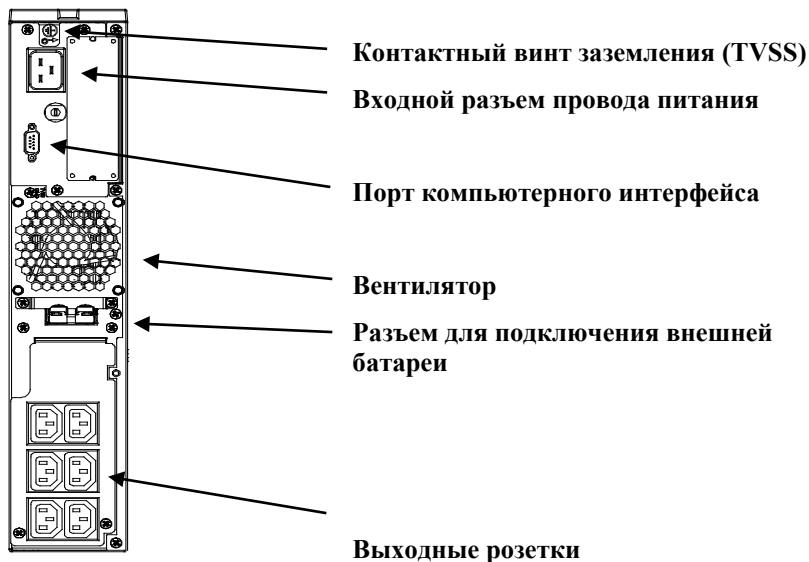 Контактный винт заземления (TVSS)
Входной разъем провода питания
Порт компьютерного интерфейса
Вентилятор
Разъем для подключения внешней
батареи
Выходные розетки